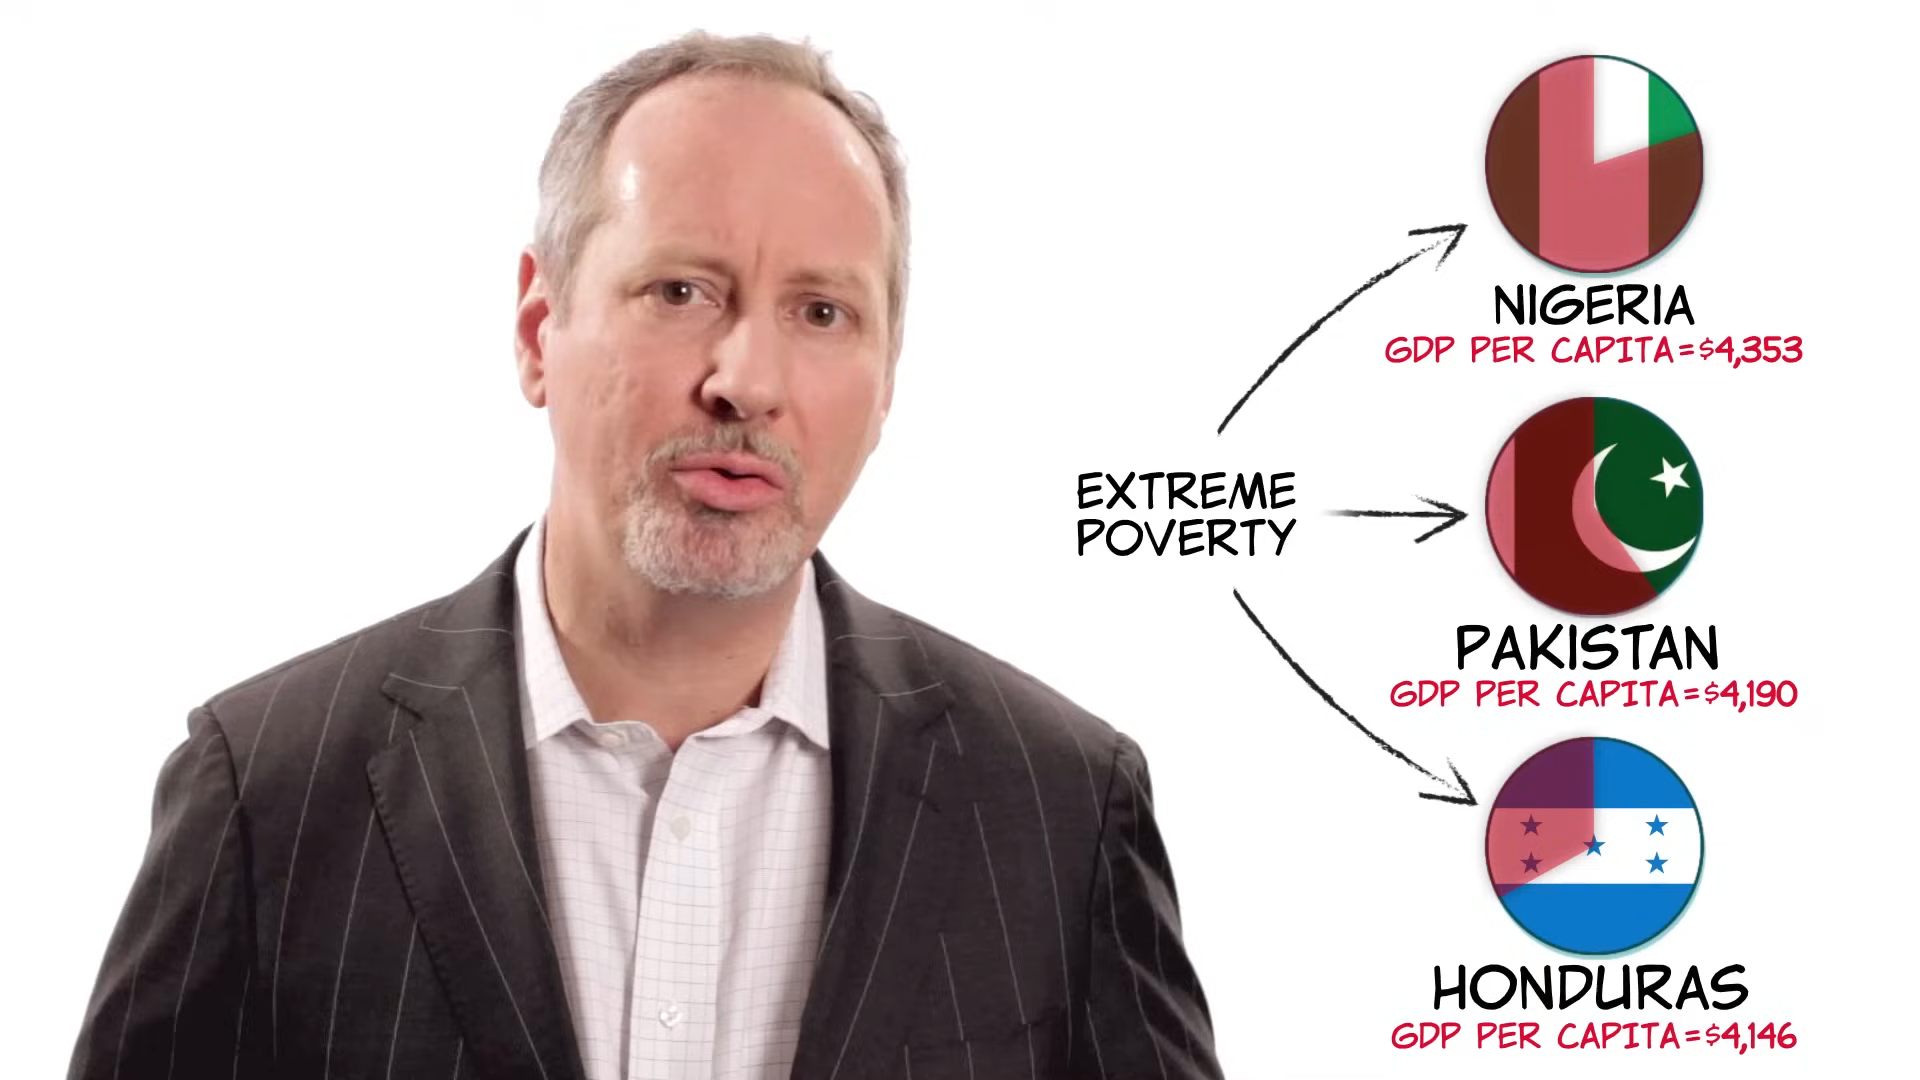 EXTREME
POVERTY
NIGERIA
GDP PER CAPITA=$4,353
PAKISTAN
GDP PER CAPITA=$4,190
HONDURAS
GDP PER CAPITA=$4,146